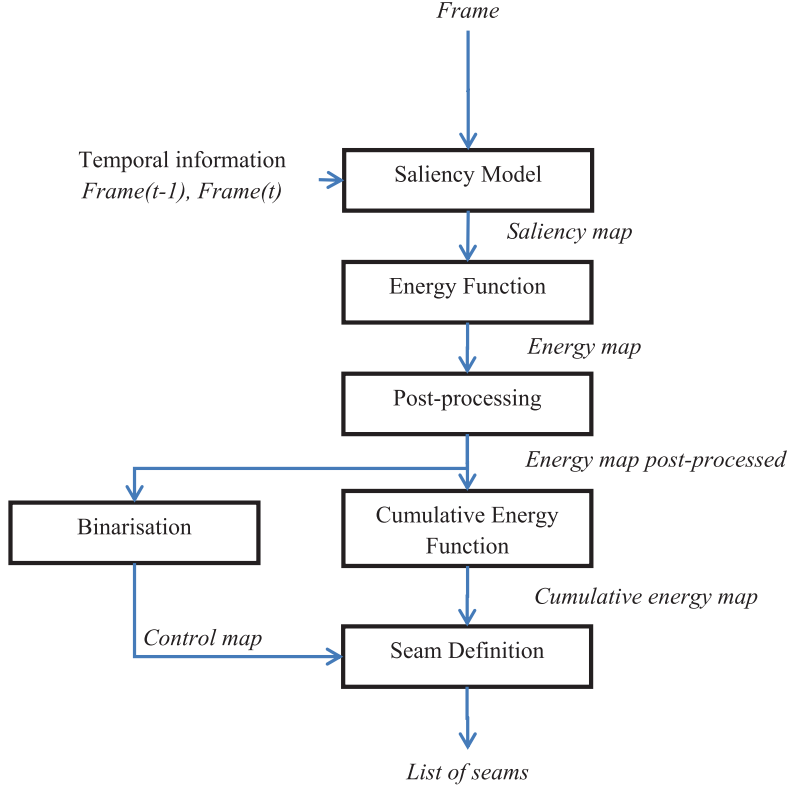 Frame
Temporal information
Frame(t-1), Frame(t)
Saliency Model
Saliency map
Energy Function
Energy map
Post-processing
Energy map post-processed
Binarisation
Cumulative Energy
Function
Cumulative energy map
Control map
Seam Definition
List of seams